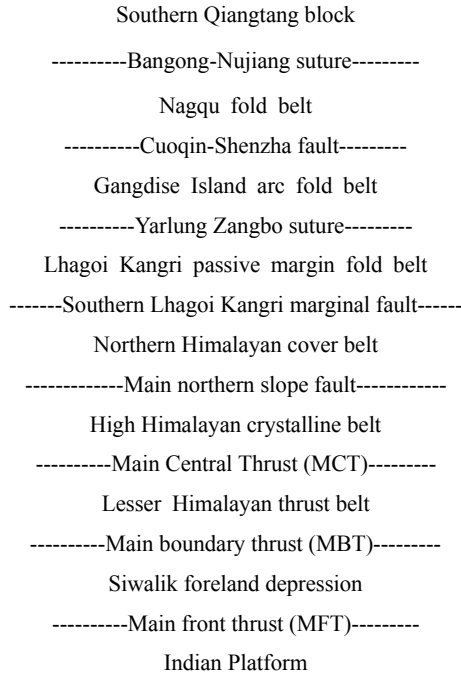 Southern Qiangtang block
----------Bangong-Nujiang suture---------
Nagqu fold belt
----------Cuoqin-Shenzha fault---------
Gangdise Island arc fold belt
----------Yarlung Zangbo suture---------
Lhagoi Kangri passive margin fold belt
-------Southern Lhagoi Kangri marginal fault------
Northern Himalayan cover belt
-------------Main northern slope fault------------
High Himalayan crystalline belt
----------Main Central Thrust (MCT)---------
Lesser Himalayan thrust belt
----------Main boundary thrust (MBT)---------
Siwalik foreland depression
----------Main front thrust (MFT)---------
Indian Platform